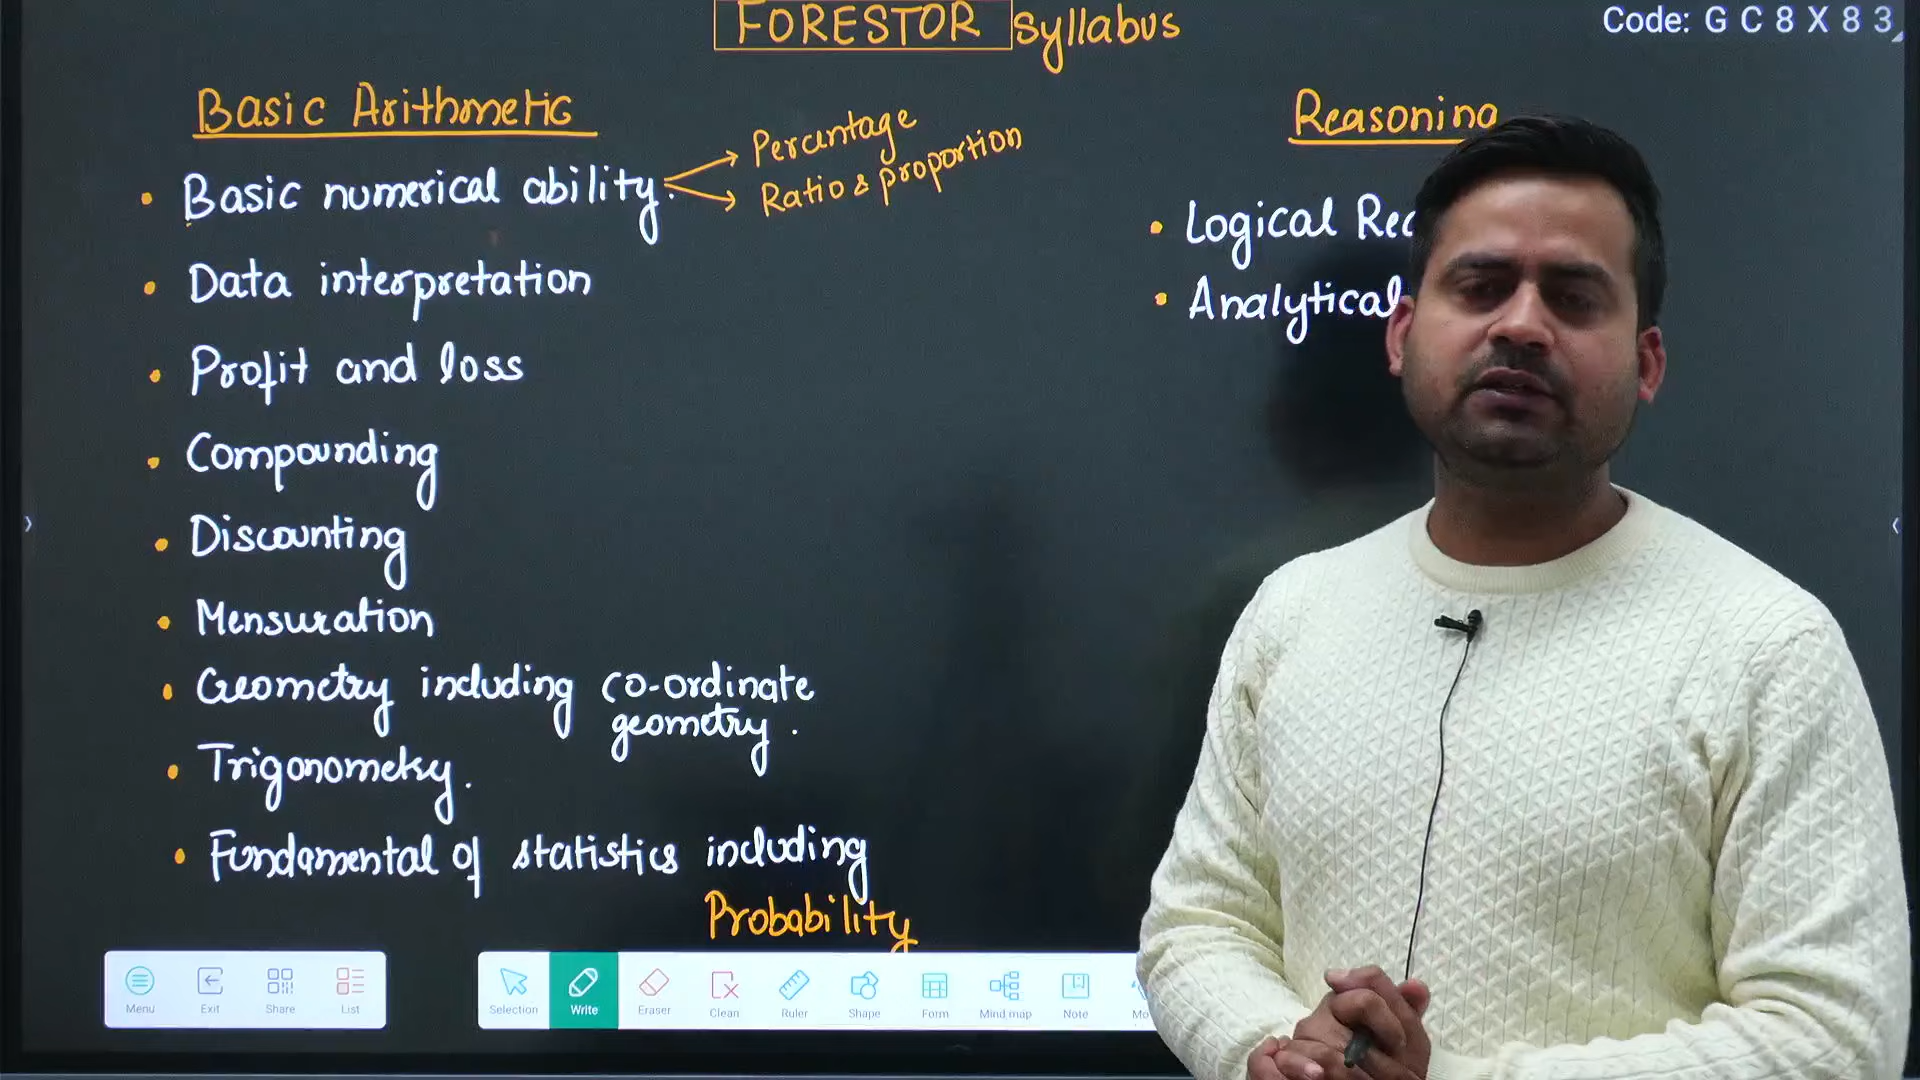 FORESTOR Syllabus
Code: G C 8 X 8 3
Basic Arithmetic
• Basic numerical ability.
Percentage
Ratio & proportion
• Data interpretation
• Profit and loss
• Compounding
• Discounting
• Mensuration
• Geometry including co-ordinate
geometry.
• Trigonometry.
• Fundamental of statistics including
Probability
Reasoning
• Logical
• Analytical
Menu Exit Share List
Selection Write Eraser Clean Ruler Shape Form Mind map Note